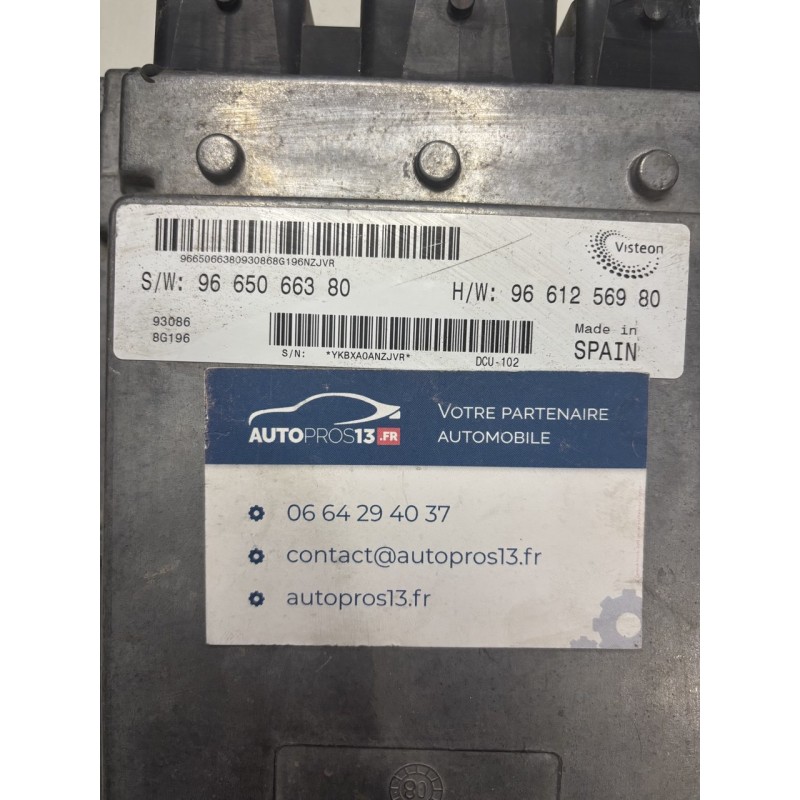 9665066380930868G196NZJVR
Visteon
S/W: 96 650 663 80
H/W: 96 612 569 80
93086
8G196
S/N: *YKBXA0ANZJVR*
DCU-102
Made in
SPAIN
AUTOPROS13.FR
VOTRE PARTENAIRE
AUTOMOBILE
06 64 29 40 37
contact@autopros13.fr
autopros13.fr
80